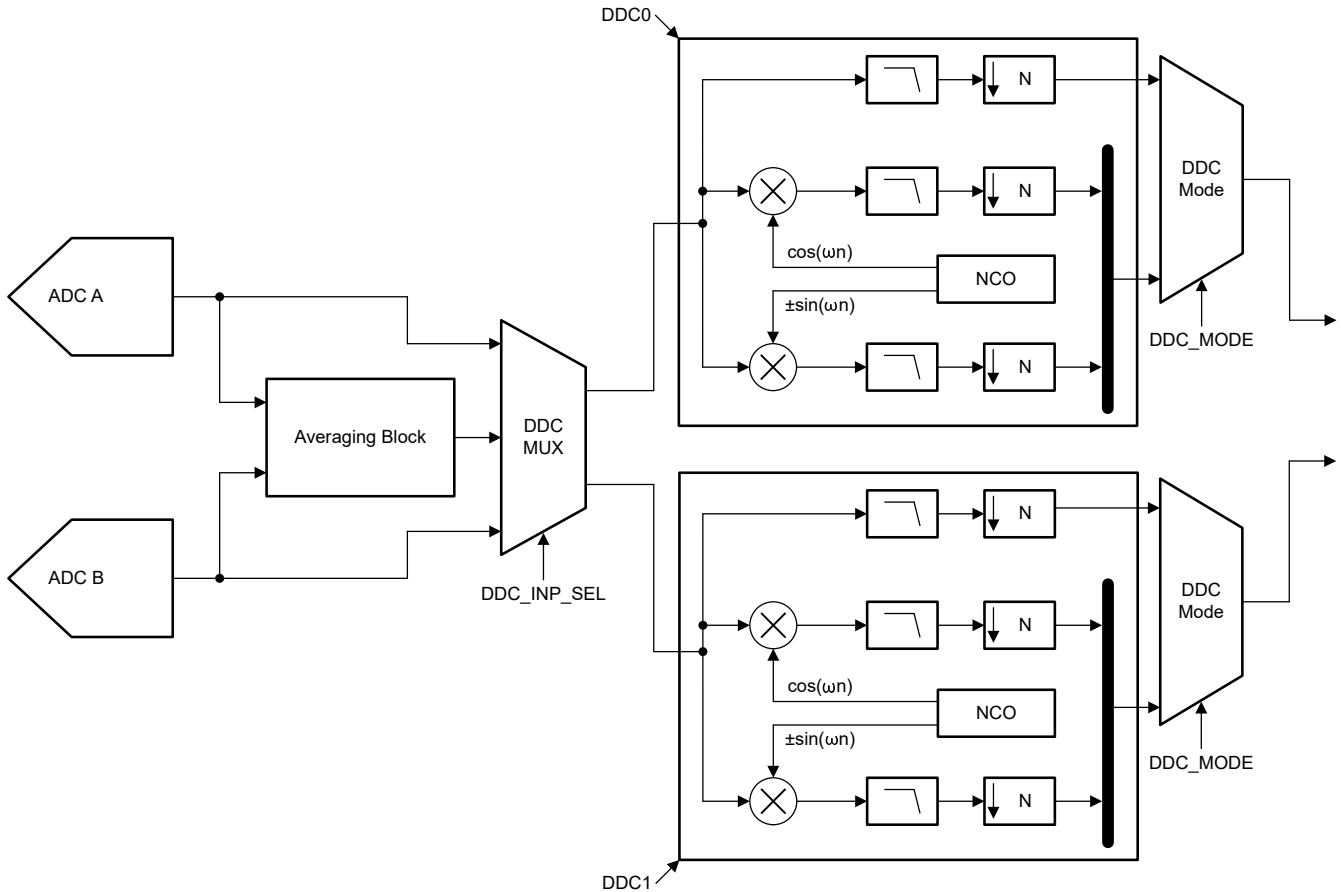 DDC0
N
DDC
Mode
N
cos(ωn)
NCO
±sin(ωn)
DDC_MODE
N
ADC A
Averaging Block
DDC
MUX
ADC B
DDC_INP_SEL
N
DDC
Mode
N
cos(ωn)
NCO
±sin(ωn)
DDC_MODE
N
DDC1